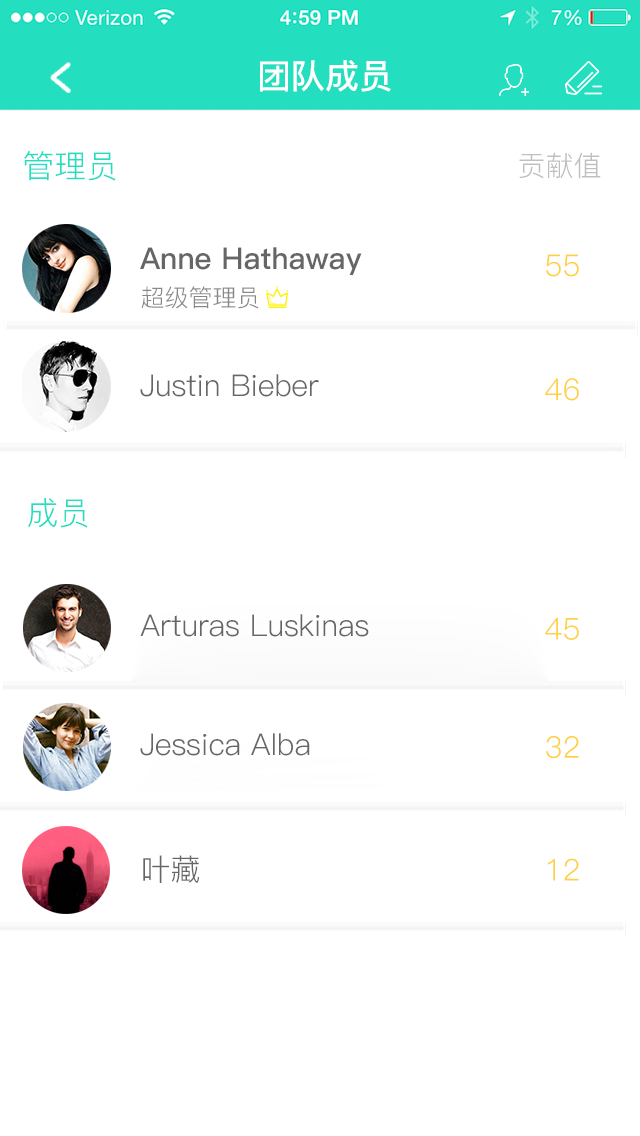 Verizon 4:59 PM 7%
团队成员
管理员 贡献值
Anne Hathaway 55
超级管理员
Justin Bieber 46
成员
Arturas Luskinas 45
Jessica Alba 32
叶藏 12